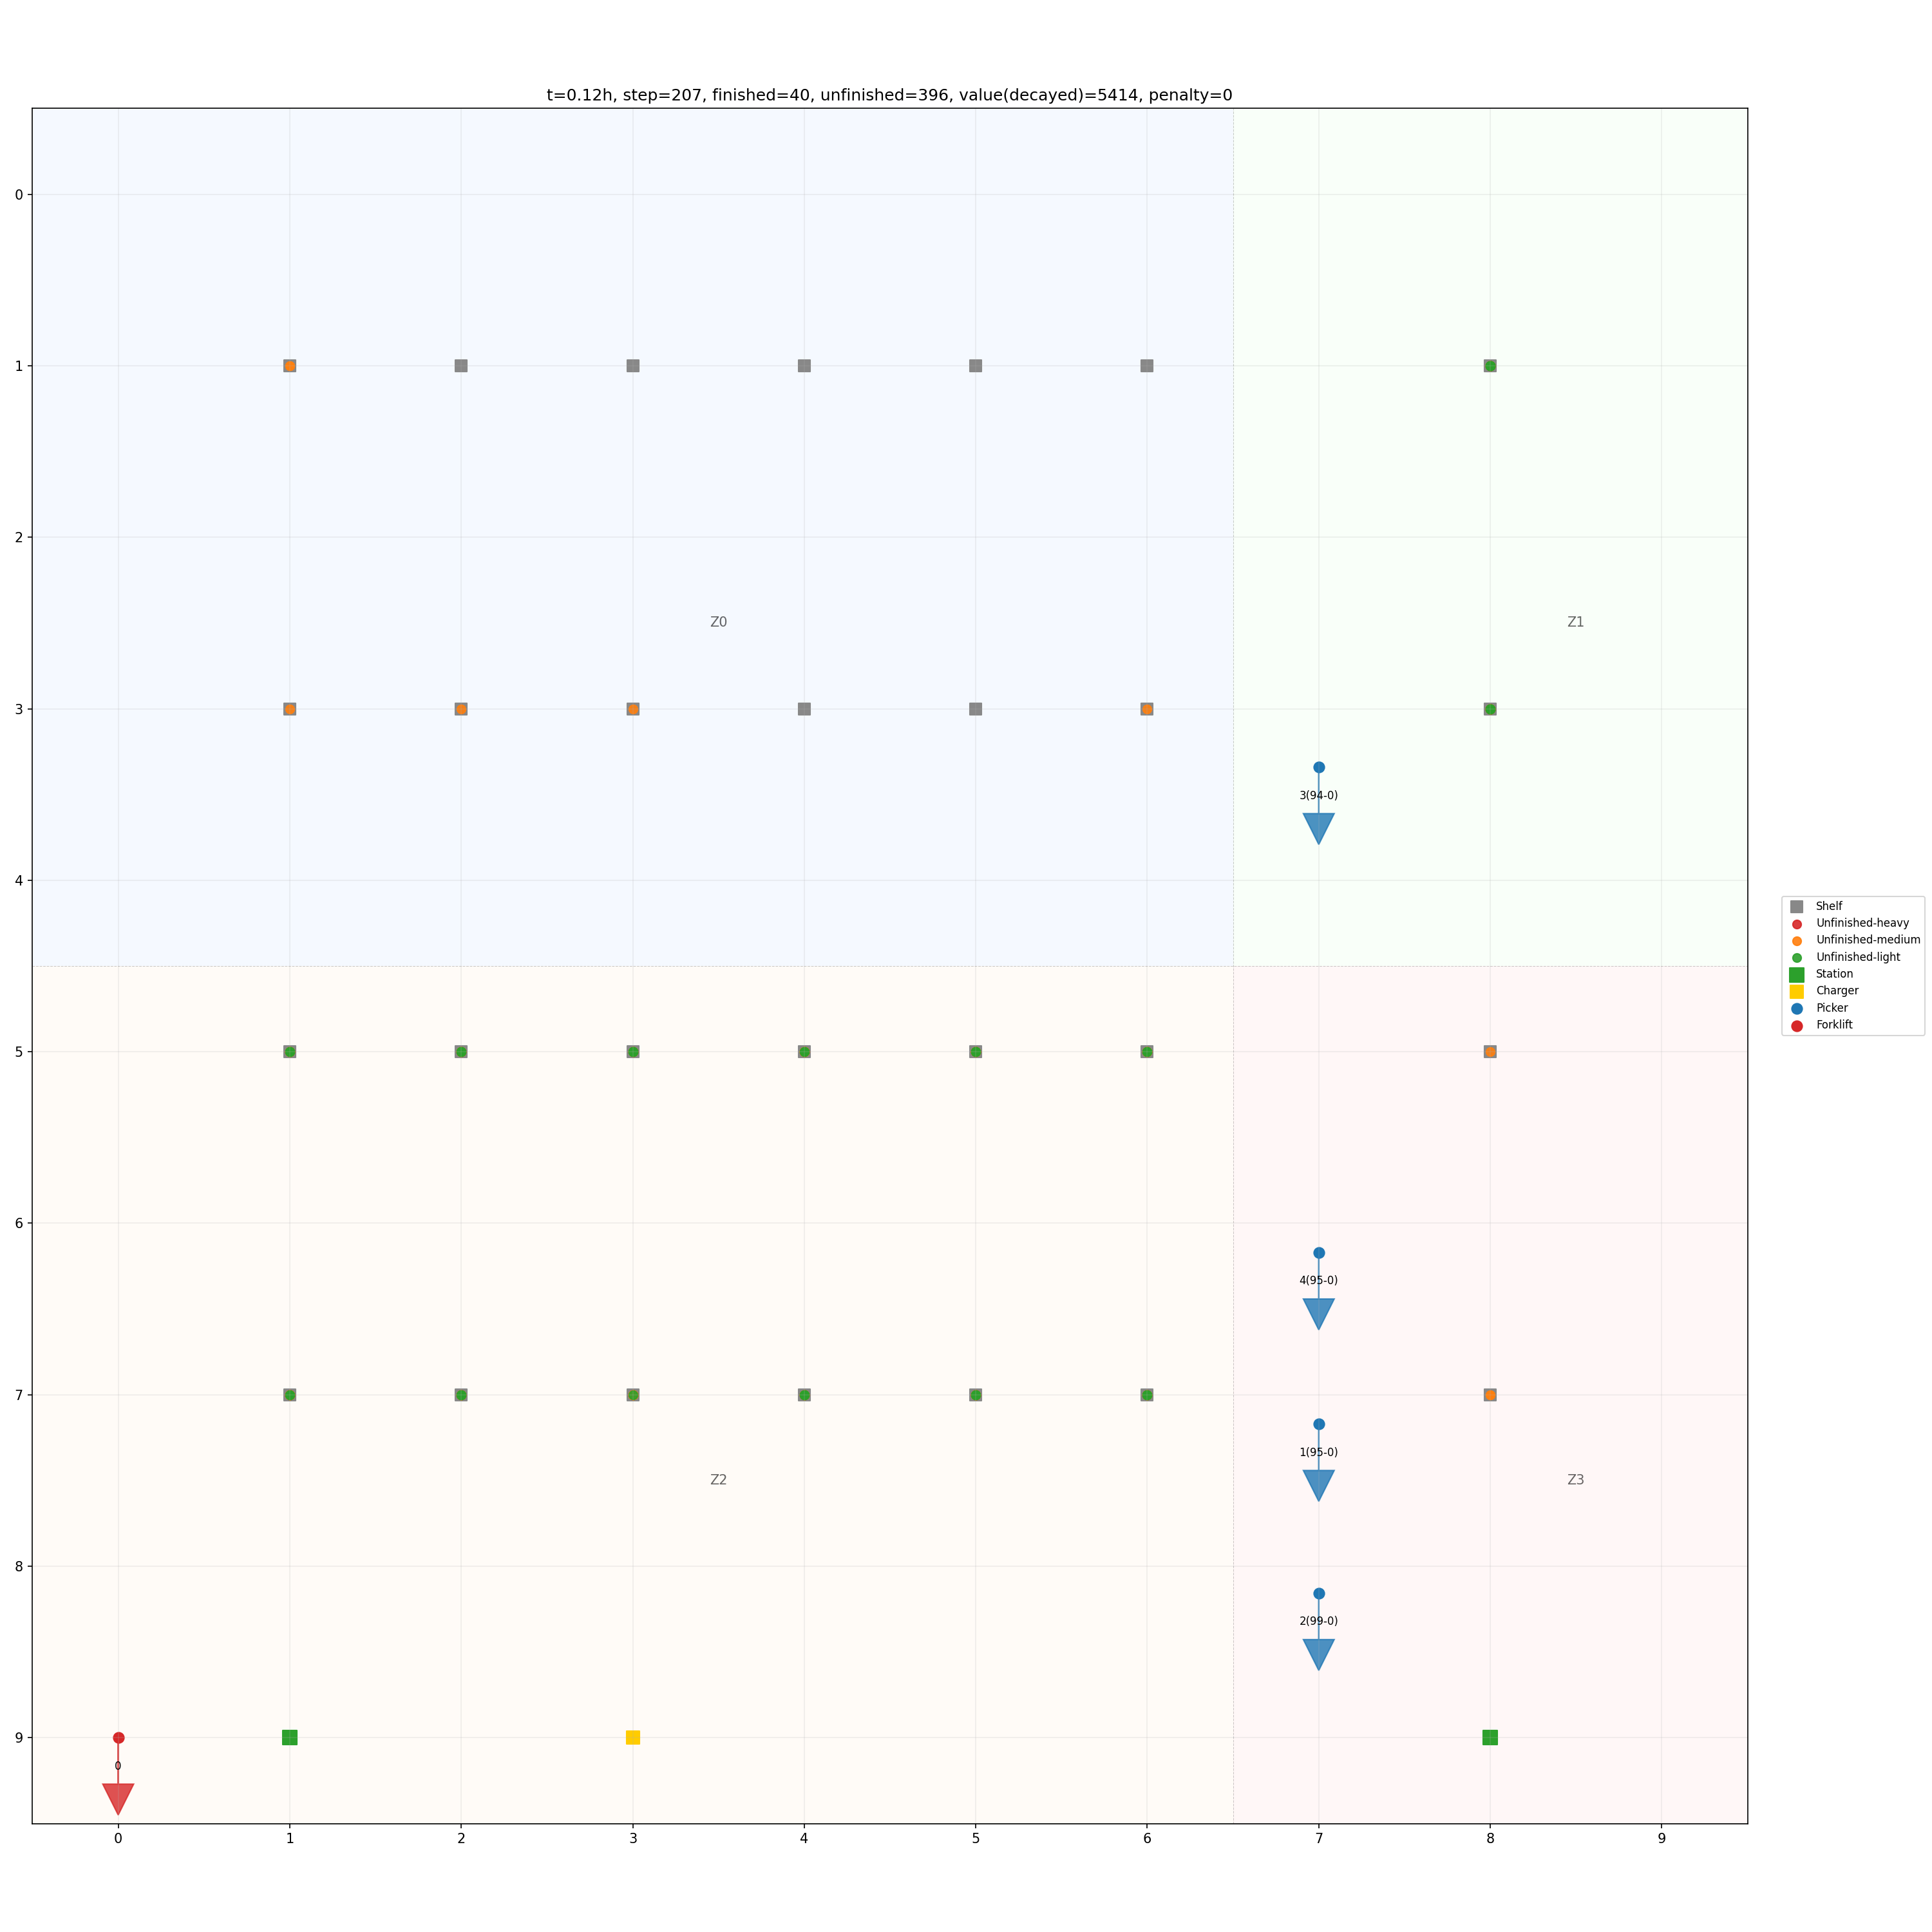 t=0.12h, step=207, finished=40, unfinished=396, value(decayed)=5414, penalty=0
0
1
2
Z0
Z1
3
3(94-0)
4
Shelf
Unfinished-heavy
Unfinished-medium
Unfinished-light
Station
Charger
Picker
Forklift
5
6
4(95-0)
7
1(95-0)
Z2
Z3
8
2(99-0)
9
0
0 1 2 3 4 5 6 7 8 9